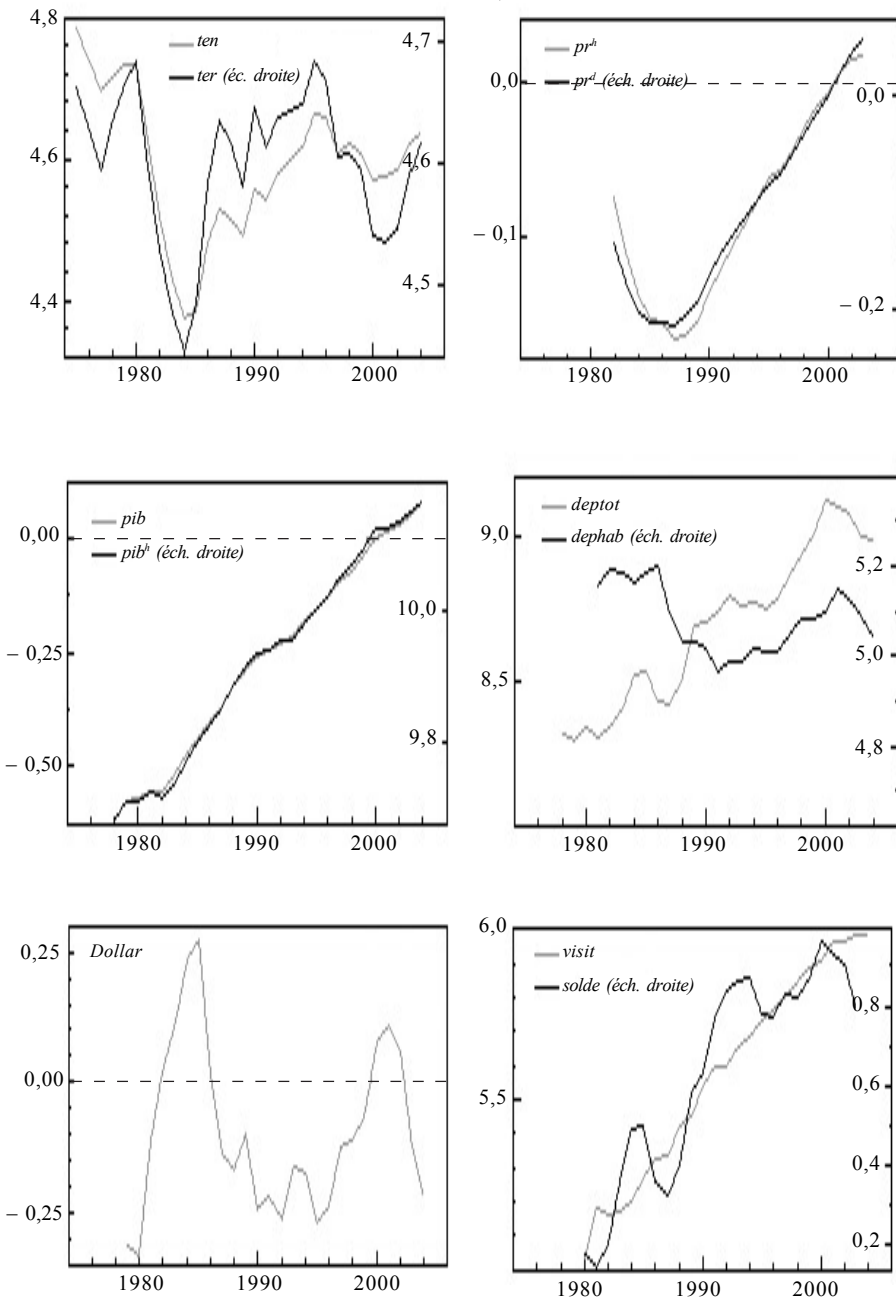 4,8
ten
4,7
ter (éc. droite)
4,6
4,6
4,5
4,4
1980 1990 2000
prʰ
0,0
prᵈ (éch. droite)
0,0
– 0,1
– 0,2
1980 1990 2000
pib
0,00
pibʰ (éch. droite)
10,0
– 0,25
9,8
– 0,50
1980 1990 2000
deptot
9,0
dephab (éch. droite)
5,2
5,0
8,5
4,8
1980 1990 2000
0,25
Dollar
0,00
– 0,25
1980 1990 2000
6,0
visit
solde (éch. droite)
0,8
5,5
0,6
0,4
0,2
1980 1990 2000